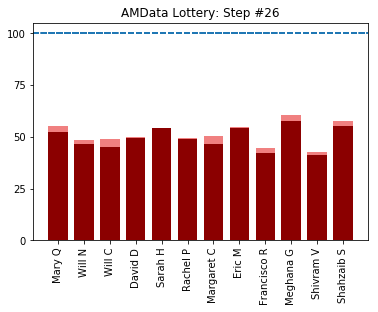 AMData Lottery: Step #26
100
75
50
25
0
Mary Q
Will N
Will C
David D
Sarah H
Rachel P
Margaret C
Eric M
Francisco R
Meghana G
Shivram V
Shahzaib S